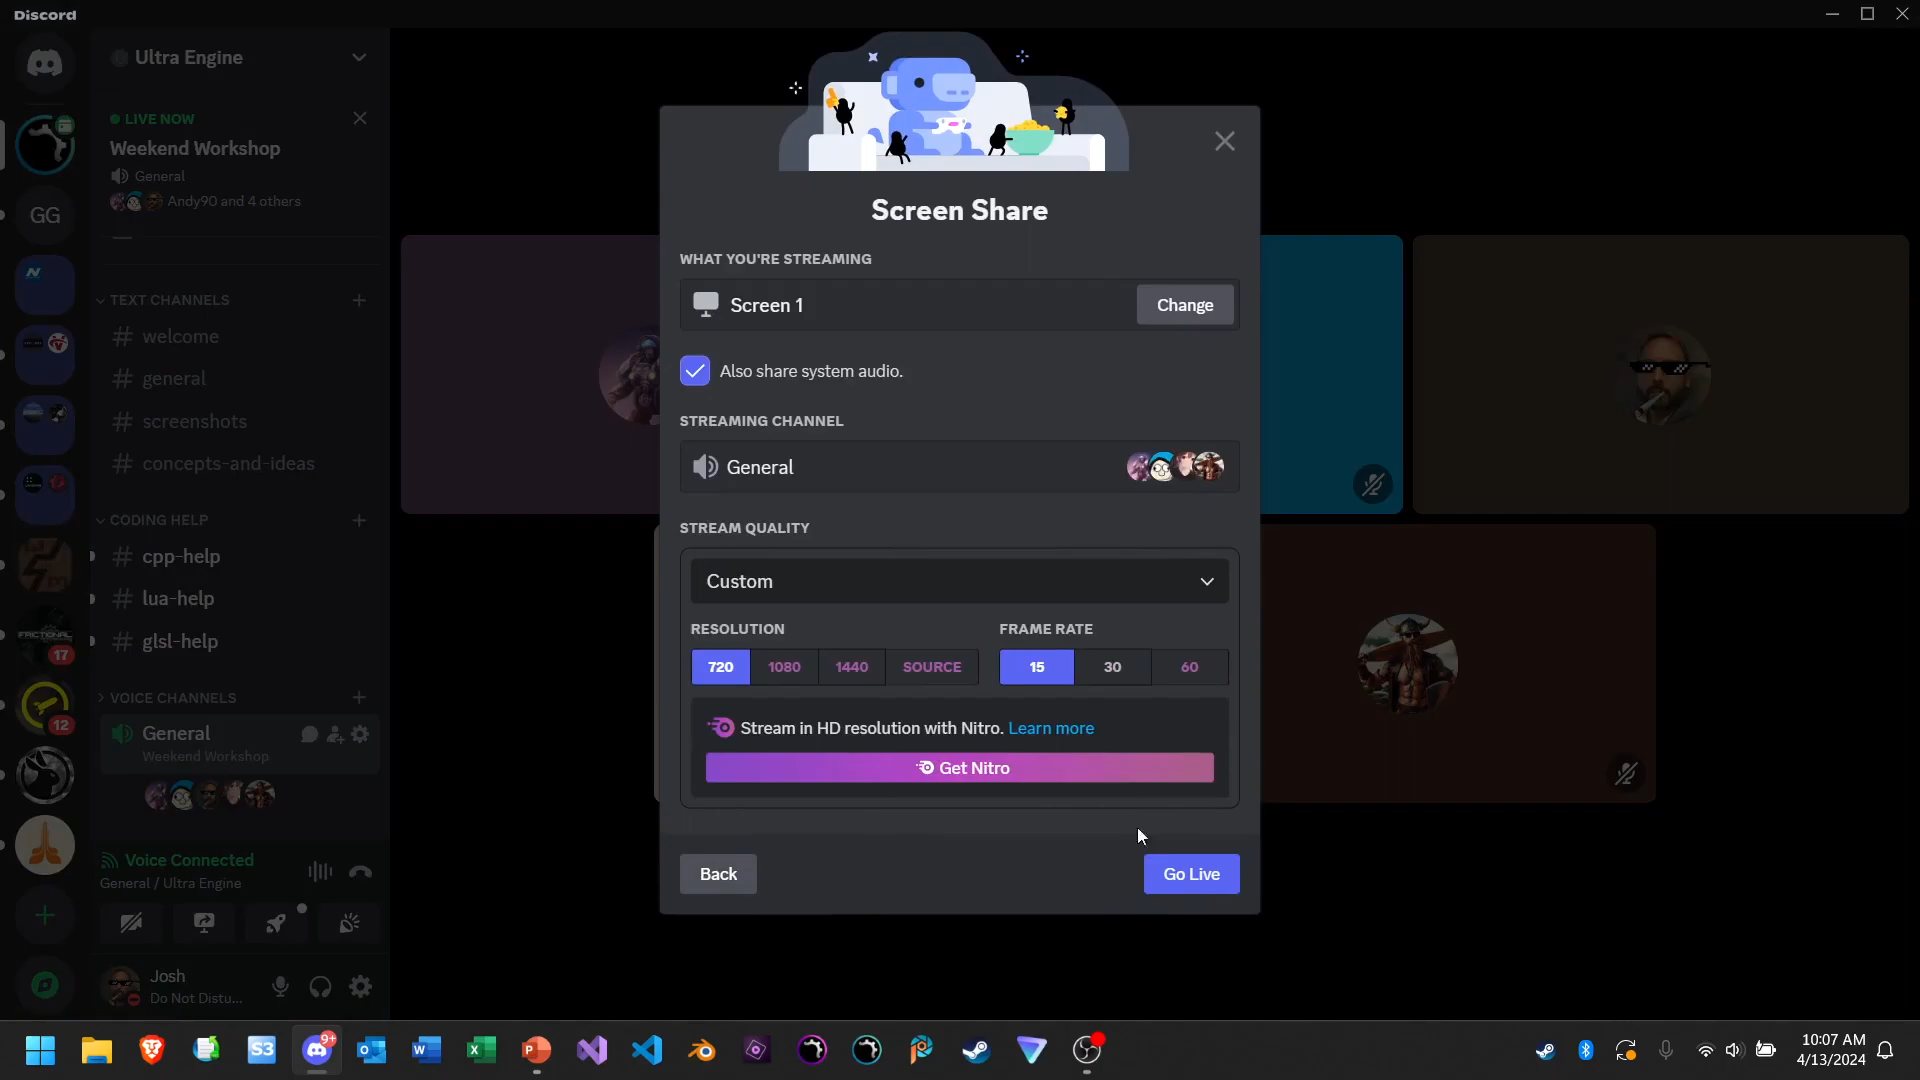 Discord
Ultra Engine
LIVE NOW
Weekend Workshop
General
Andy90 and 4 others
GG
TEXT CHANNELS
welcome
general
screenshots
concepts-and-ideas
CODING HELP
cpp-help
lua-help
glsl-help
VOICE CHANNELS
General
Weekend Workshop
17
12
Voice Connected
General / Ultra Engine
Josh
Do Not Distu...
Screen Share
WHAT YOU'RE STREAMING
Screen 1
Change
Also share system audio.
STREAMING CHANNEL
General
STREAM QUALITY
Custom
RESOLUTION
FRAME RATE
720 1080 1440 SOURCE
15 30 60
Stream in HD resolution with Nitro. Learn more
Get Nitro
Back
Go Live
S3
9+
10:07 AM
4/13/2024